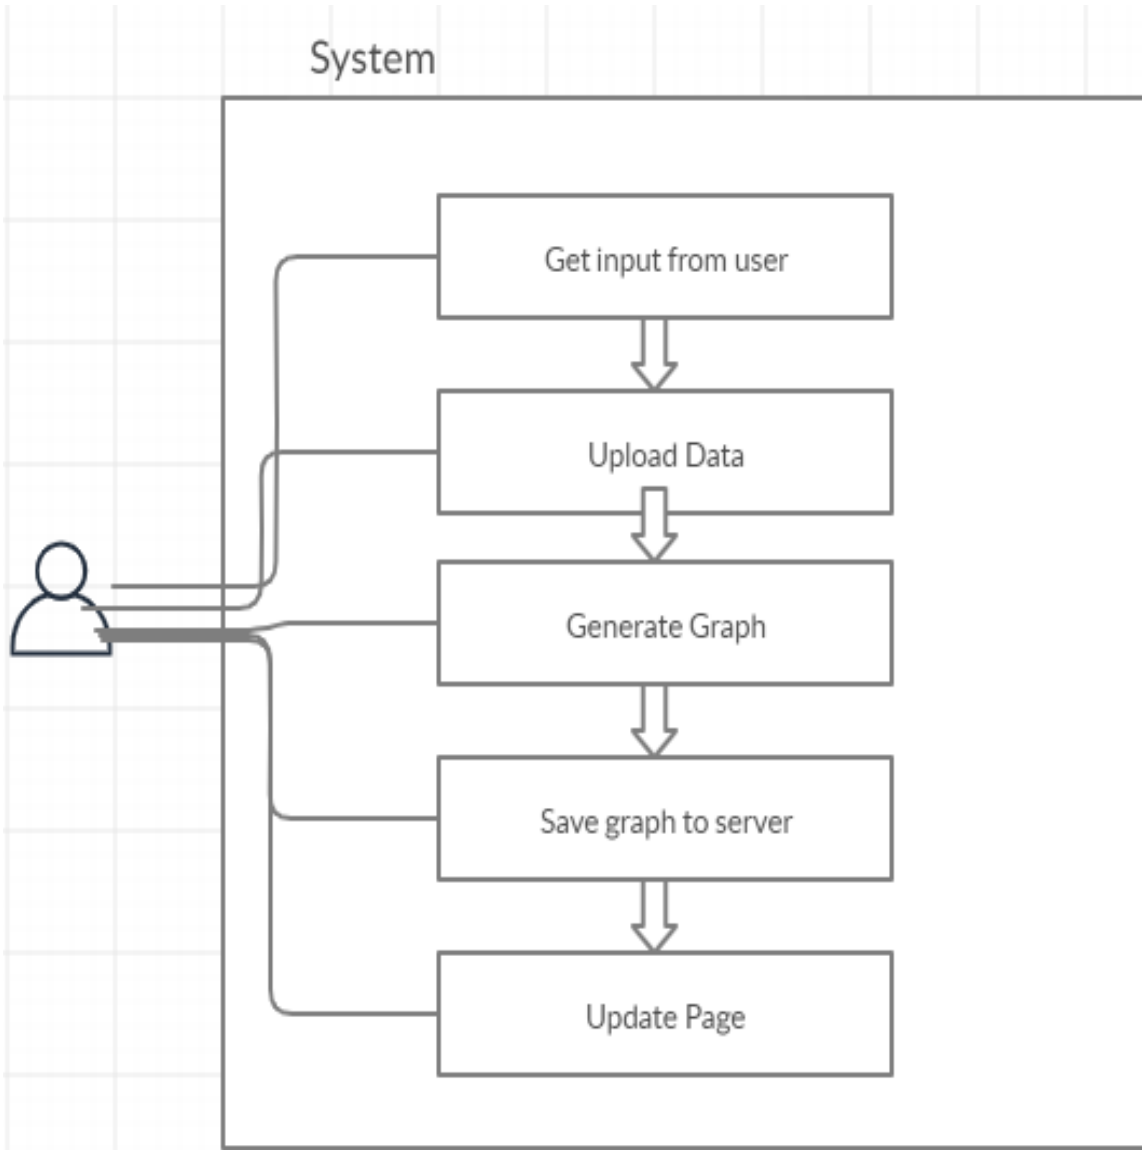 System
Get input from user
Upload Data
Generate Graph
Save graph to server
Update Page